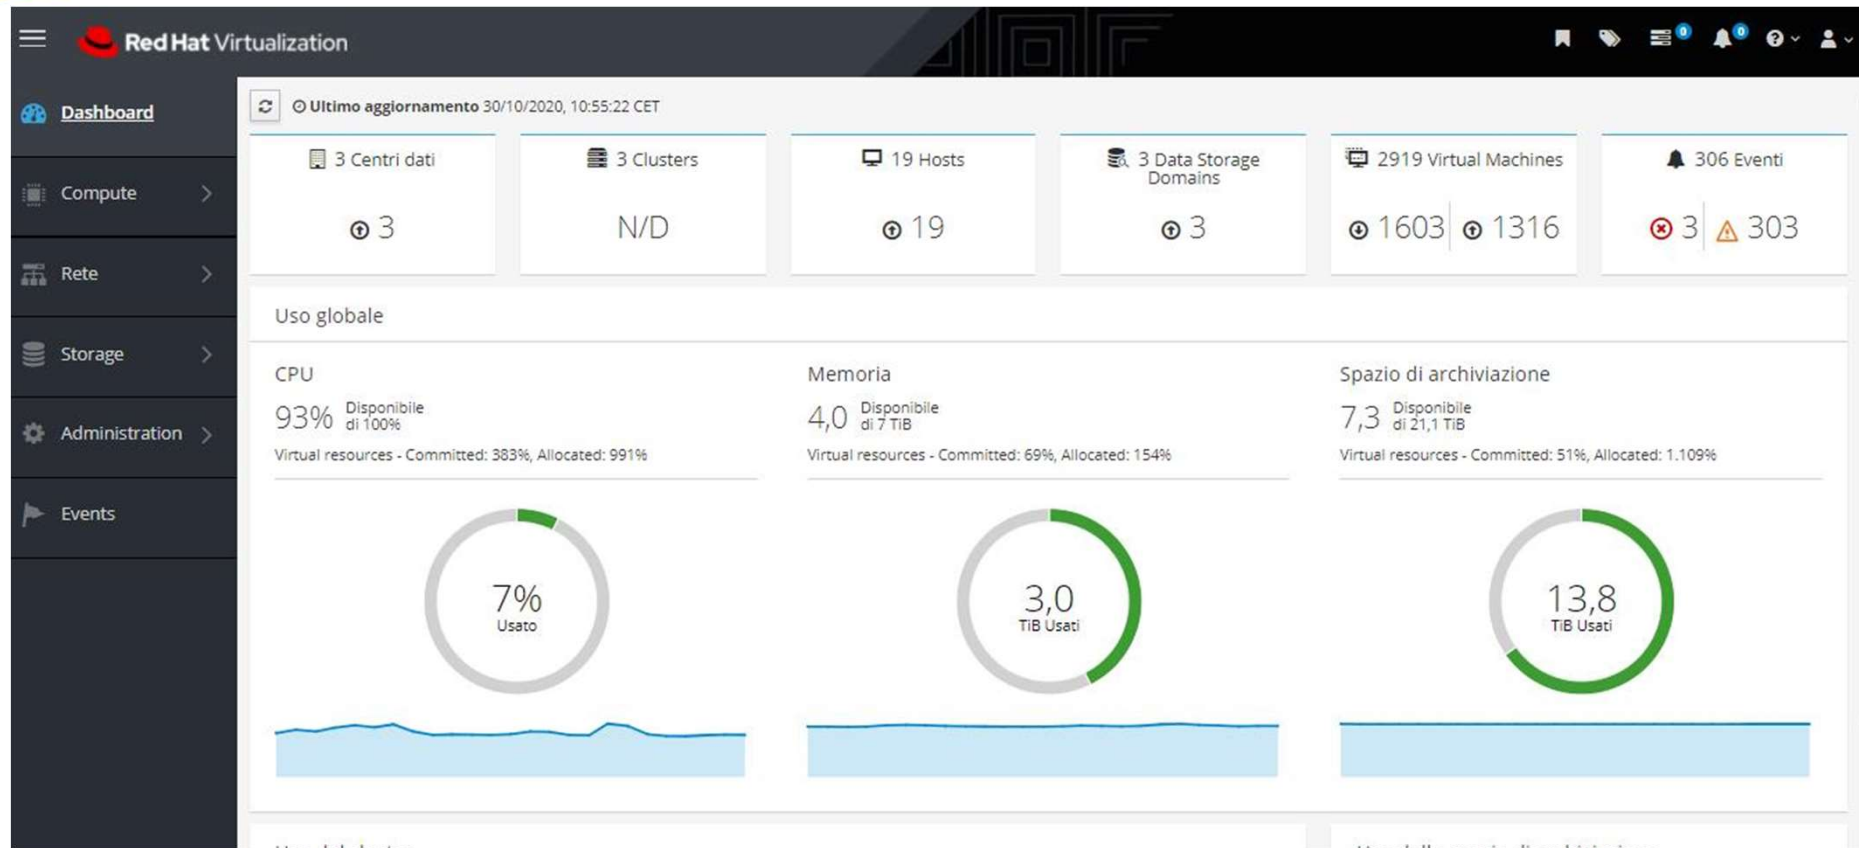 Red Hat Virtualization
0 0
Dashboard
Compute
Rete
Storage
Administration
Events
Ultimo aggiornamento 30/10/2020, 10:55:22 CET
3 Centri dati
3
3 Clusters
N/D
19 Hosts
19
3 Data Storage
Domains
3
2919 Virtual Machines
1603 1316
306 Eventi
3 303
Uso globale
CPU
93% Disponibile
di 100%
Virtual resources - Committed: 383%, Allocated: 991%
7%
Usato
Memoria
4,0 Disponibile
di 7 TiB
Virtual resources - Committed: 69%, Allocated: 154%
3,0
TiB Usati
Spazio di archiviazione
7,3 Disponibile
di 21,1 TiB
Virtual resources - Committed: 51%, Allocated: 1.109%
13,8
TiB Usati